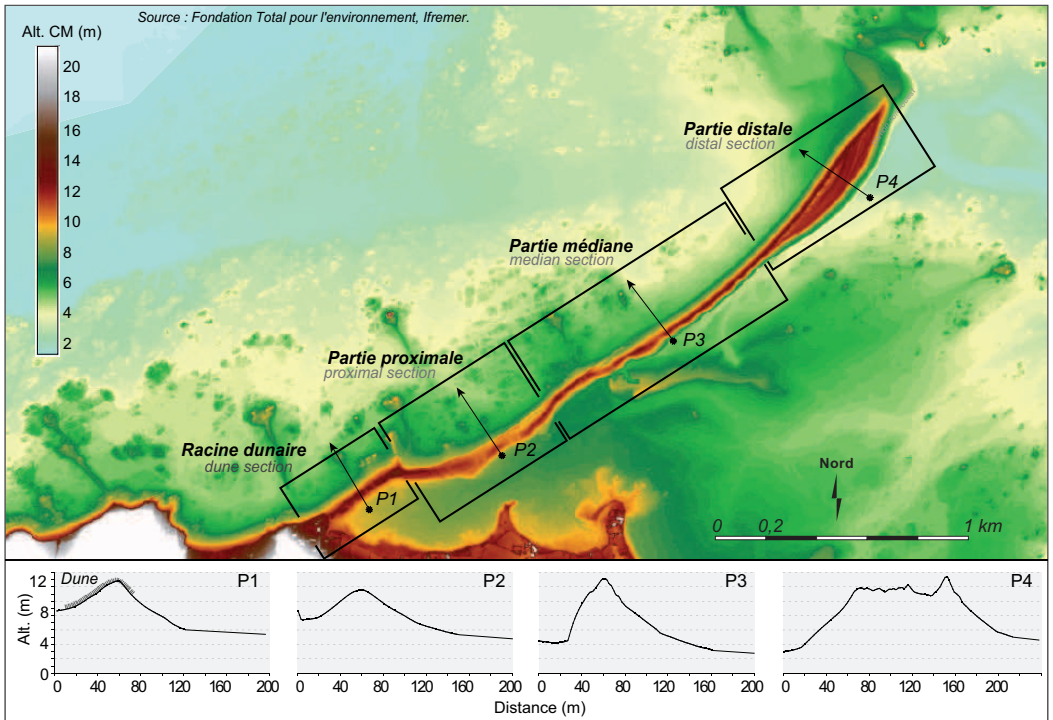 Source : Fondation Total pour l'environnement, Ifremer.
Alt. CM (m)
20
18
16
14
12
10
8
6
4
2
Partie distale
distal section
P4
Partie médiane
median section
P3
Partie proximale
proximal section
P2
Racine dunaire
dune section
P1
Nord
0 0,2 1 km
Alt. (m)
12
8
4
0
Dune
P1
0 40 80 120 160 200
P2
0 40 80 120 160 200
P3
0 40 80 120 160 200
P4
0 40 80 120 160 200
Distance (m)